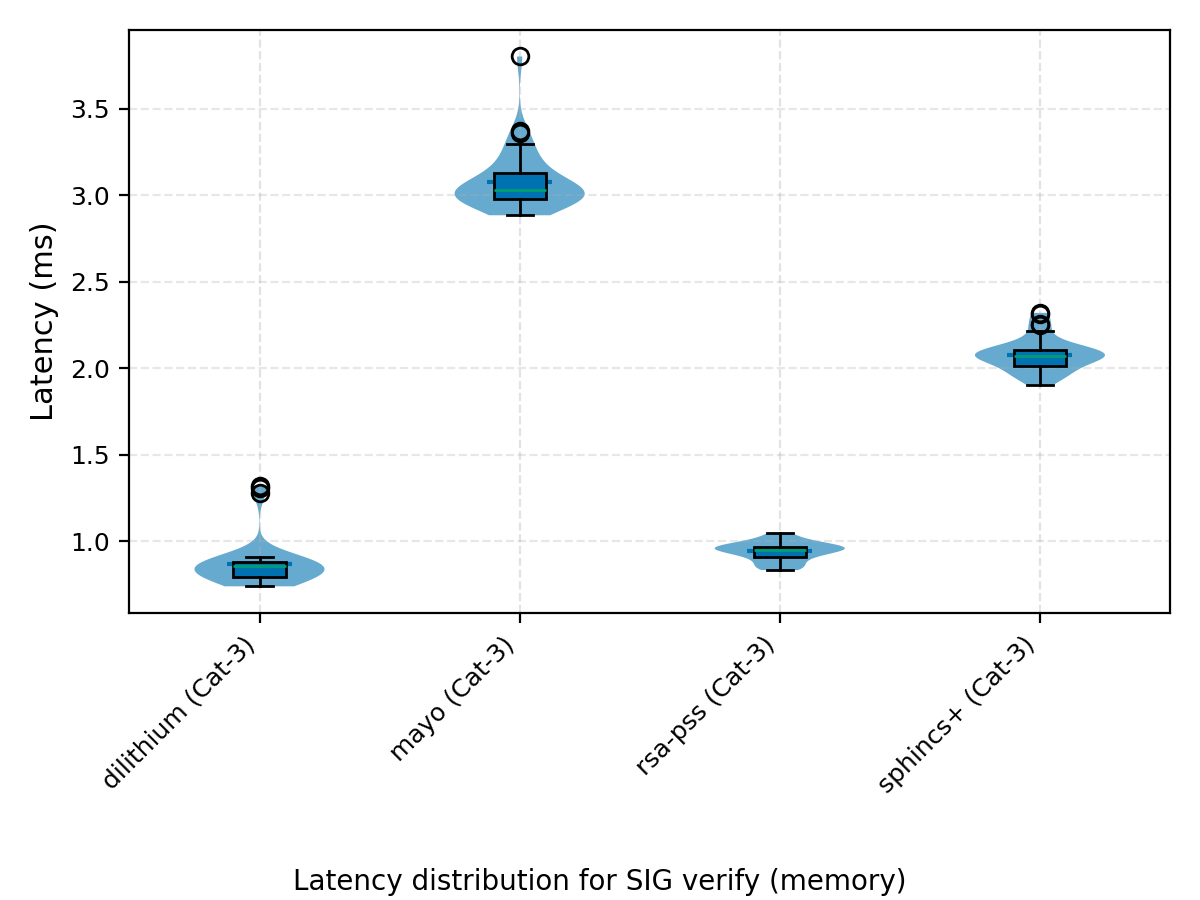 Latency (ms)
3.5
3.0
2.5
2.0
1.5
1.0
dilithium (Cat-3)
mayo (Cat-3)
rsa-pss (Cat-3)
sphincs+ (Cat-3)
Latency distribution for SIG verify (memory)